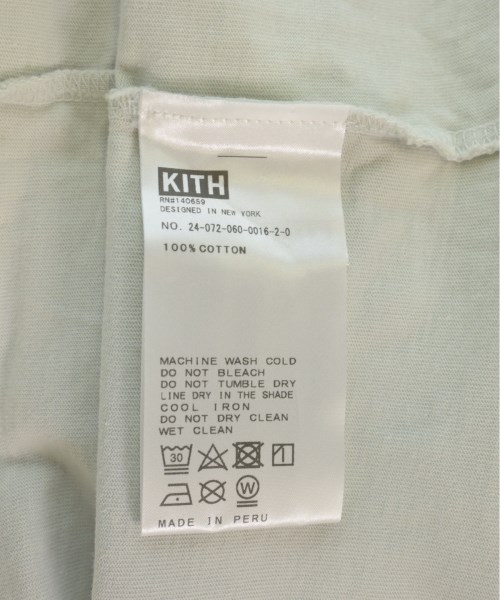 KITH
RN#140659
DESIGNED IN NEW YORK
NO. 24-072-060-0016-2-0
100% COTTON
MACHINE WASH COLD
DO NOT BLEACH
DO NOT TUMBLE DRY
LINE DRY IN THE SHADE
COOL IRON
DO NOT DRY CLEAN
WET CLEAN
30
W
MADE IN PERU